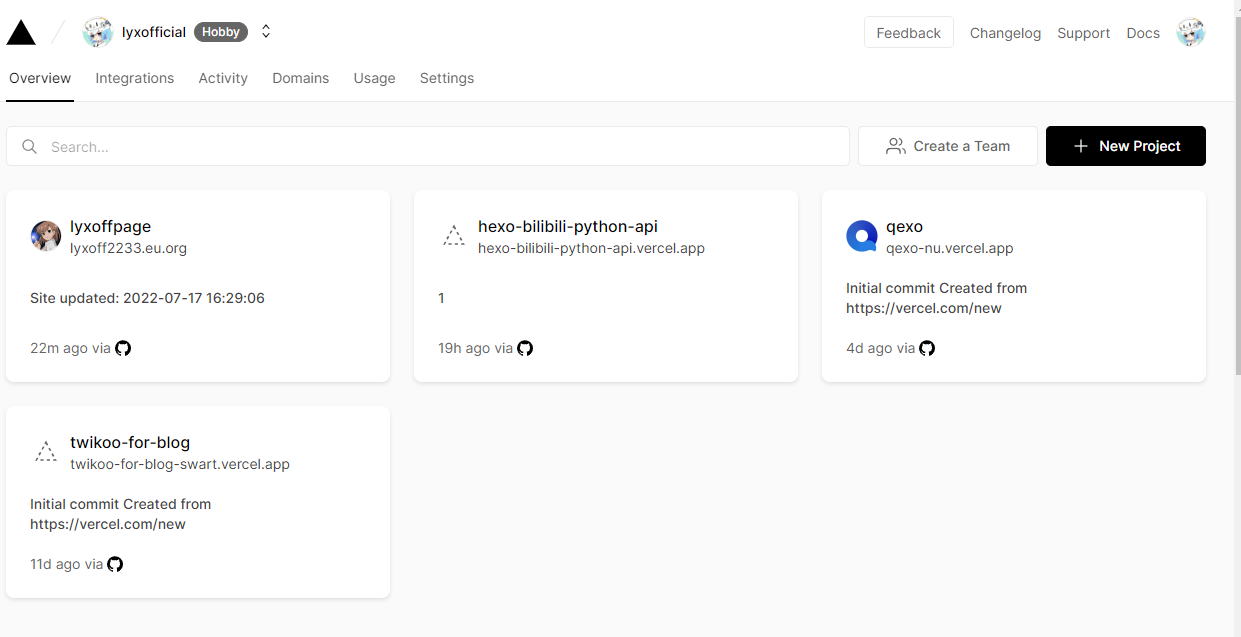 lyxofficial Hobby
Feedback Changelog Support Docs
Overview Integrations Activity Domains Usage Settings
Search...
Create a Team
New Project
lyxoffpage
lyxoff2233.eu.org
Site updated: 2022-07-17 16:29:06
22m ago via
hexo-bilibili-python-api
hexo-bilibili-python-api.vercel.app
1
19h ago via
qexo
qexo-nu.vercel.app
Initial commit Created from
https://vercel.com/new
4d ago via
twikoo-for-blog
twikoo-for-blog-swart.vercel.app
Initial commit Created from
https://vercel.com/new
11d ago via